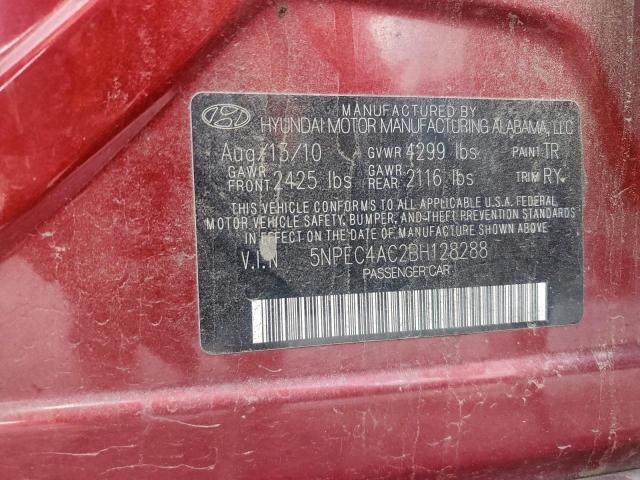 MANUFACTURED BY
HYUNDAI MOTOR MANUFACTURING ALABAMA, LLC
Aug/13/10 GVWR 4299 lbs PAINT TR
GAWR FRONT 2425 lbs GAWR REAR 2116 lbs TRIM RY
THIS VEHICLE CONFORMS TO ALL APPLICABLE U.S.A. FEDERAL
MOTOR VEHICLE SAFETY, BUMPER, AND THEFT PREVENTION STANDARDS
IN EFFECT ON THE DATE OF MANUFACTURE SHOWN ABOVE
V.I.N 5NPEC4AC2BH128288
PASSENGER CAR